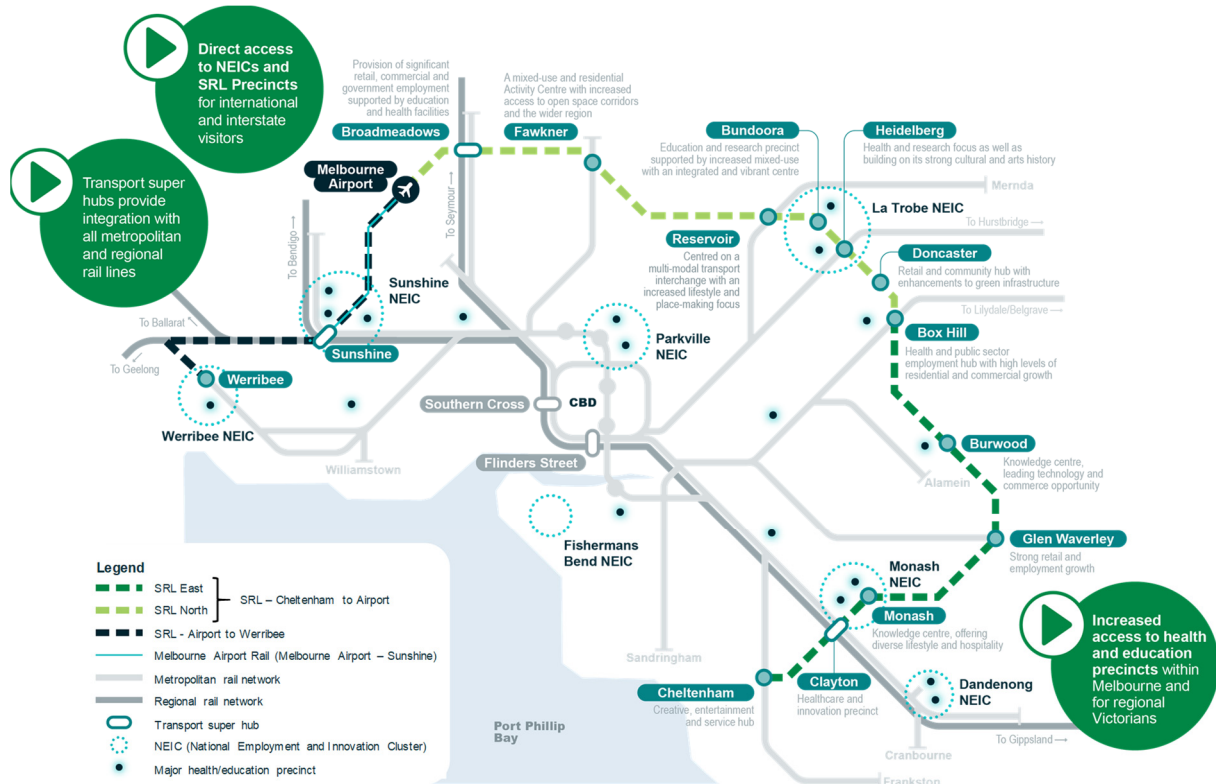 Direct access
to NEICs and
SRL Precincts
for international
and interstate
visitors
Transport super
hubs provide
integration with
all metropolitan
and regional
rail lines
Provision of significant
retail, commercial and
government employment
supported by education
and health facilities
Broadmeadows
A mixed-use and residential
Activity Centre with increased
access to open space corridors
and the wider region
Fawkner
Bundoora
Education and research precinct
supported by increased mixed-use
with an integrated and vibrant centre
Heidelberg
Health and research focus as well as
building on its strong cultural and arts history
Melbourne
Airport
To Seymour →
To Bendigo →
Mernda
La Trobe NEIC
To Hurstbridge →
Reservoir
Centred on a
multi-modal transport
interchange with an
increased lifestyle and
place-making focus
Doncaster
Retail and community hub with
enhancements to green infrastructure
Sunshine
NEIC
To Lilydale/Belgrave →
To Ballarat
Sunshine
To Geelong
Parkville
NEIC
Box Hill
Health and public sector
employment hub with high levels of
residential and commercial growth
Werribee
Werribee NEIC
Southern Cross
CBD
Flinders Street
Williamstown
Burwood
Knowledge centre,
leading technology and
commerce opportunity
Alamein
Fishermans
Bend NEIC
Glen Waverley
Strong retail and
employment growth
Monash
NEIC
Monash
Knowledge centre, offering
diverse lifestyle and hospitality
Sandringham
Clayton
Healthcare and
innovation precinct
Cheltenham
Creative, entertainment
and service hub
Dandenong
NEIC
To Gippsland →
Cranbourne
Frankston
Port Phillip
Bay
Increased
access to health
and education
precincts within
Melbourne and
for regional
Victorians
Legend
SRL East
SRL North
SRL – Cheltenham to Airport
SRL - Airport to Werribee
Melbourne Airport Rail (Melbourne Airport – Sunshine)
Metropolitan rail network
Regional rail network
Transport super hub
NEIC (National Employment and Innovation Cluster)
Major health/education precinct